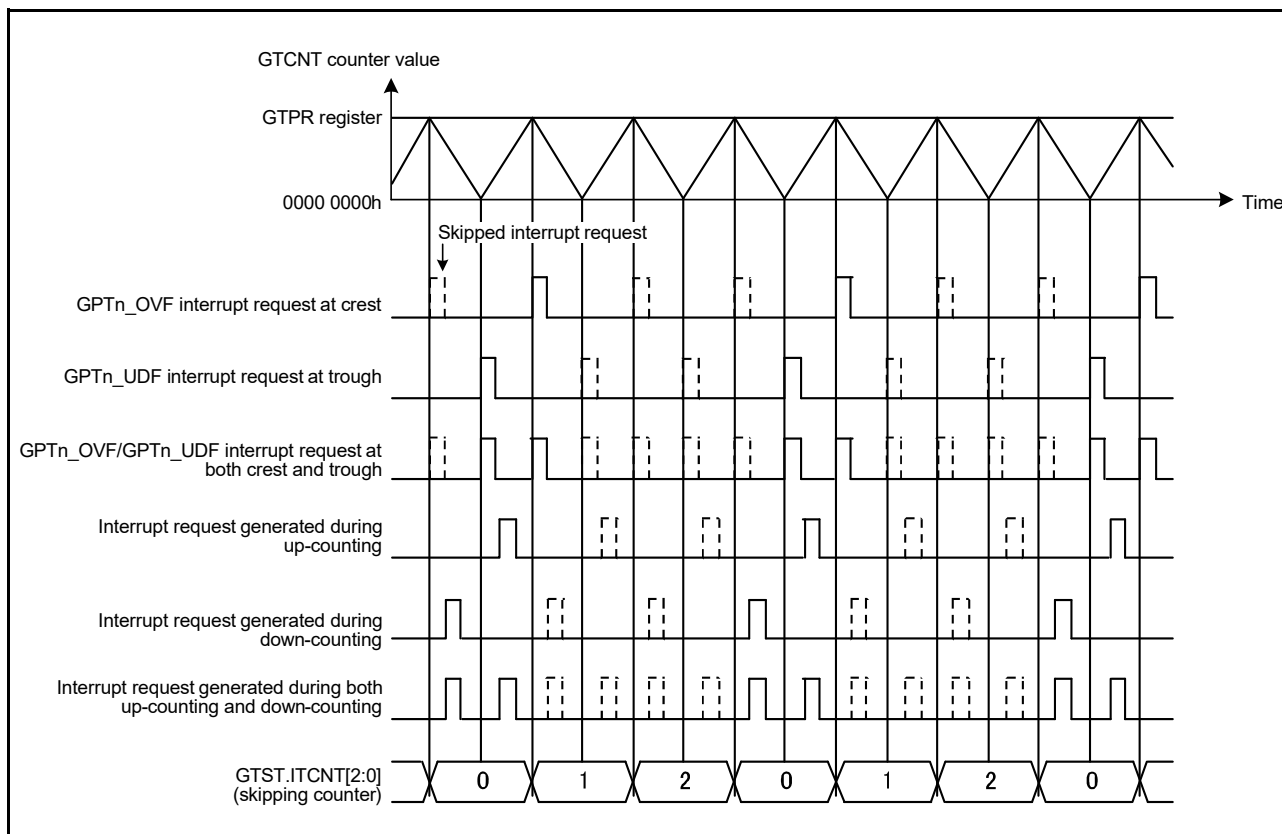 GTCNT counter value
GTPR register
0000 0000h
Time
Skipped interrupt request
GPTn_OVF interrupt request at crest
GPTn_UDF interrupt request at trough
GPTn_OVF/GPTn_UDF interrupt request at
both crest and trough
Interrupt request generated during
up-counting
Interrupt request generated during
down-counting
Interrupt request generated during both
up-counting and down-counting
GTST.ITCNT[2:0]
(skipping counter)
0 1 2 0 1 2 0